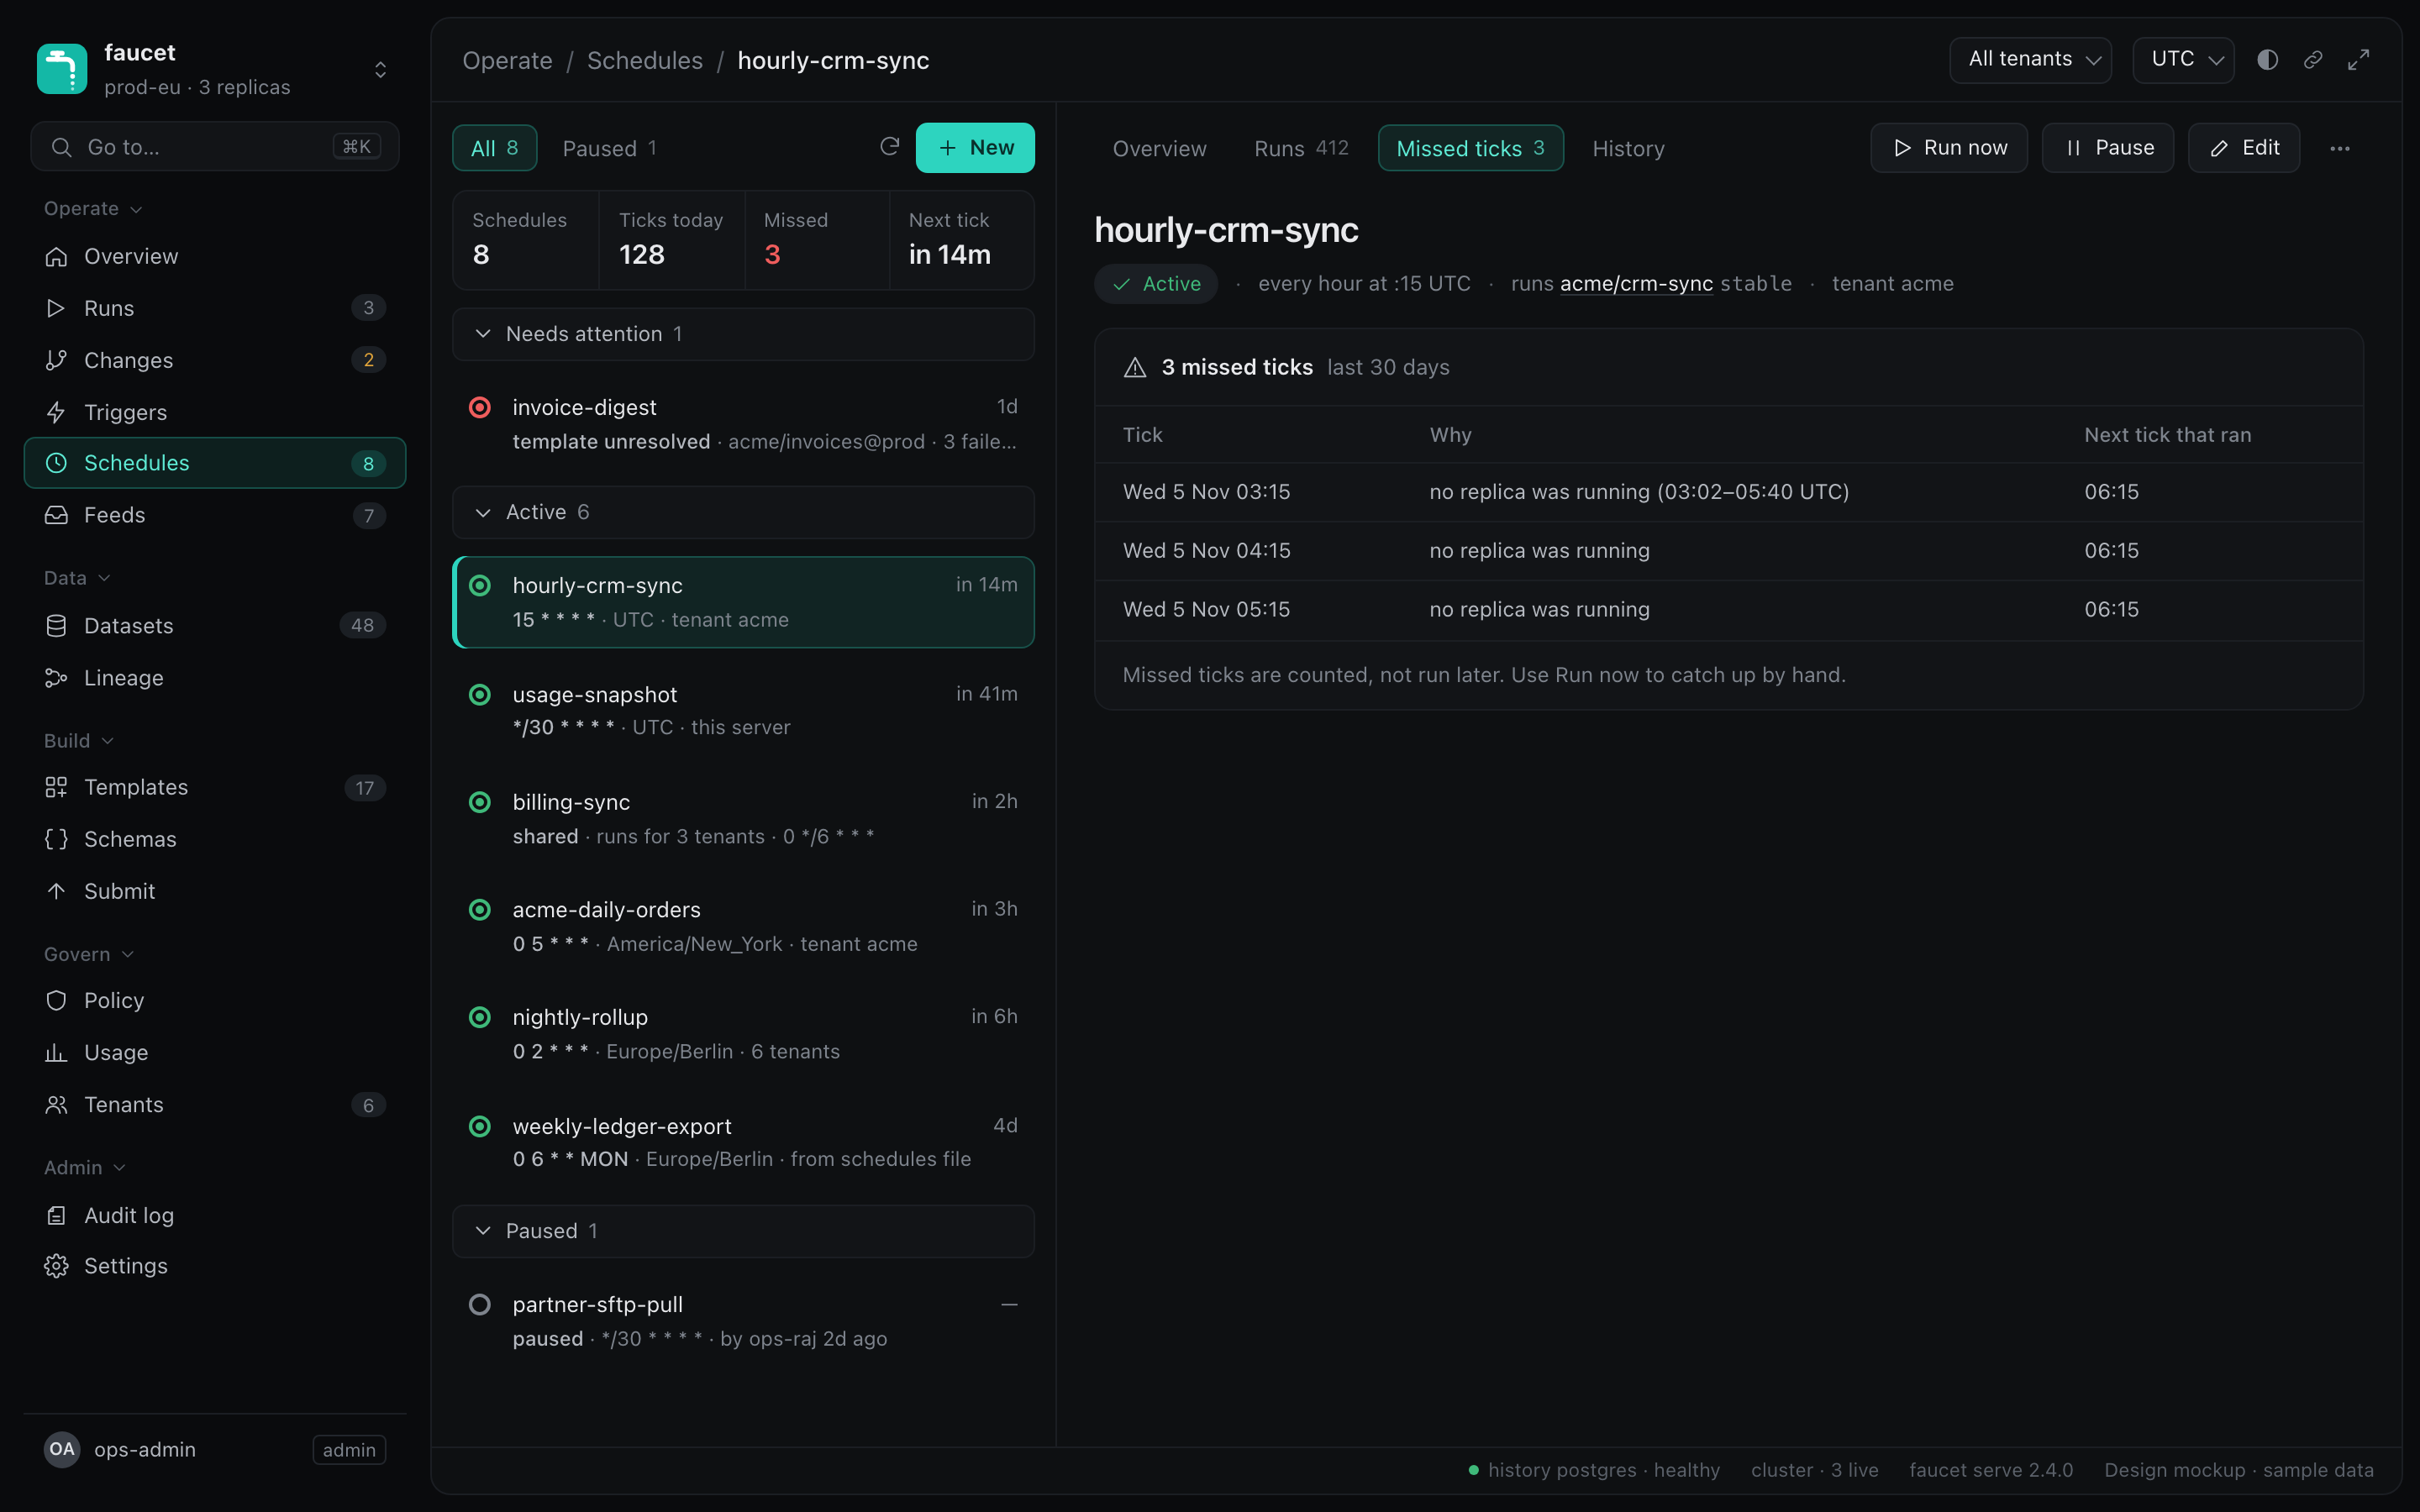 faucet
prod-eu · 3 replicas
Go to...
⌘K
Operate
Overview
Runs 3
Changes 2
Triggers
Schedules 8
Feeds 7
Data
Datasets 48
Lineage
Build
Templates 17
Schemas
Submit
Govern
Policy
Usage
Tenants 6
Admin
Audit log
Settings
OA ops-admin admin
Operate / Schedules / hourly-crm-sync
All tenants UTC
All 8 Paused 1 New
Schedules Ticks today Missed Next tick
8 128 3 in 14m
Needs attention 1
invoice-digest 1d
template unresolved · acme/invoices@prod · 3 faile...
Active 6
hourly-crm-sync in 14m
15 * * * * · UTC · tenant acme
usage-snapshot in 41m
*/30 * * * * · UTC · this server
billing-sync in 2h
shared · runs for 3 tenants · 0 */6 * * *
acme-daily-orders in 3h
0 5 * * * · America/New_York · tenant acme
nightly-rollup in 6h
0 2 * * * · Europe/Berlin · 6 tenants
weekly-ledger-export 4d
0 6 * * MON · Europe/Berlin · from schedules file
Paused 1
partner-sftp-pull —
paused · */30 * * * * · by ops-raj 2d ago
Overview Runs 412 Missed ticks 3 History
Run now Pause Edit
hourly-crm-sync
Active · every hour at :15 UTC · runs acme/crm-sync stable · tenant acme
3 missed ticks last 30 days
Tick Why Next tick that ran
Wed 5 Nov 03:15 no replica was running (03:02–05:40 UTC) 06:15
Wed 5 Nov 04:15 no replica was running 06:15
Wed 5 Nov 05:15 no replica was running 06:15
Missed ticks are counted, not run later. Use Run now to catch up by hand.
history postgres · healthy cluster · 3 live faucet serve 2.4.0 Design mockup · sample data